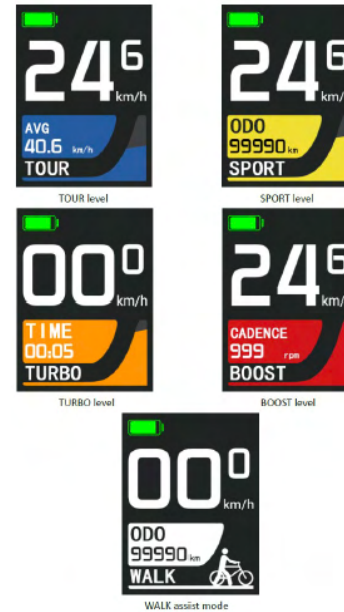 24⁶
km/h
AVG
40.6 km/h
TOUR
TOUR level
24⁶
km/h
ODO
99990 km
SPORT
SPORT level
00⁰
km/h
TIME
00:05
TURBO
TURBO level
24⁶
km/
CADENCE
999 rpm
BOOST
BOOST level
00⁰
km/h
ODO
99990 km
WALK
WALK assist mode